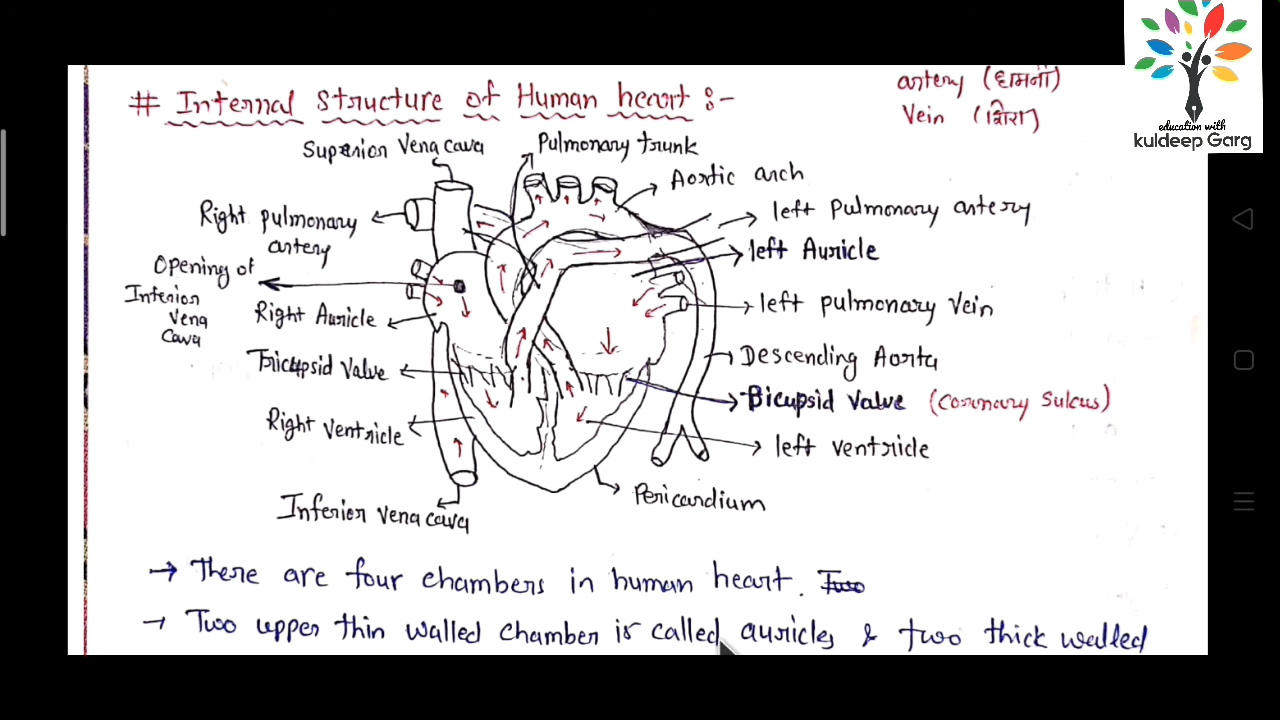 # Internal Structure of Human heart :-
artery (धमनी)
Vein (शिरा)
education with
kuldeep Garg
Superior Vena cava
Pulmonary trunk
Aortic arch
Right pulmonary
artery
left pulmonary artery
left Auricle
Opening of
Inferior
Vena
Cava
Right Auricle
left pulmonary Vein
Tricupsid Valve
Descending Aorta
Bicupsid Valve (Coronary Sulcus)
Right Ventricle
left ventricle
Pericardium
Inferior vena cava
→ There are four chambers in human heart. Two
→ Two upper thin walled chamber is called auricles & two thick walled